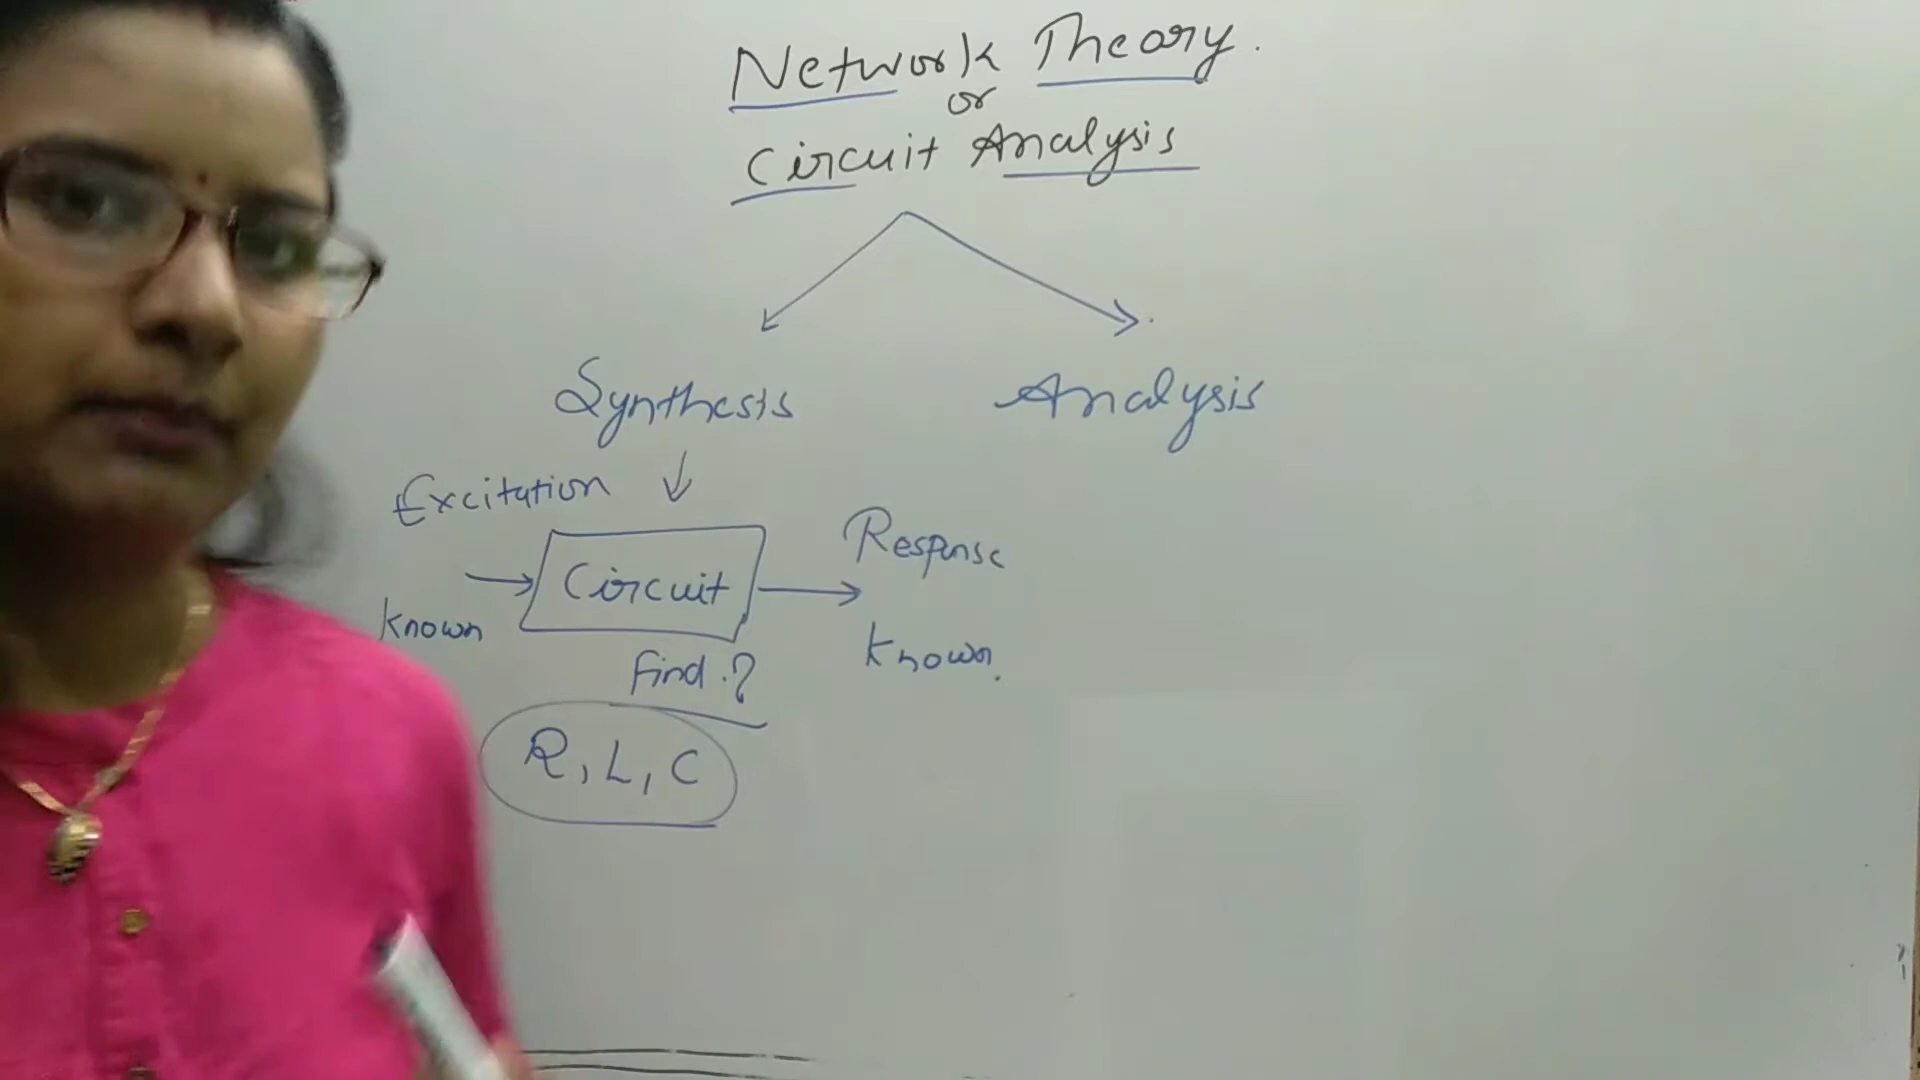 Network Theory.
or
Circuit Analysis
Synthesis
Analysis
Excitation
Response
Circuit
known
known.
find.?
R, L, C